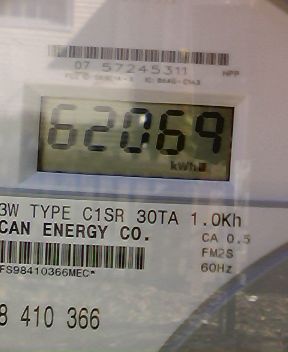 07 57245311 NPP
62069
kWh
3W TYPE C1SR 30TA 1.0Kh
CAN ENERGY CO.
CA 0.5
FM2S
60Hz
FS98410366MEC*
8 410 366